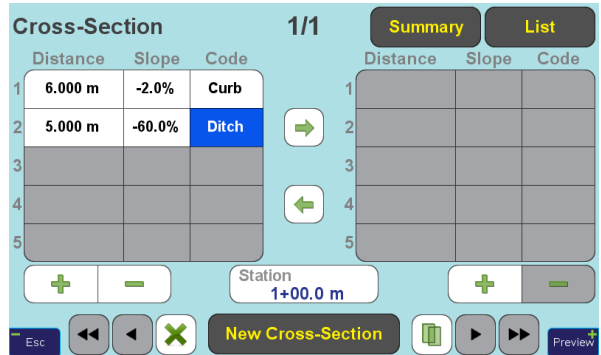 Cross-Section 1/1 Summary List
Distance Slope Code Distance Slope Code
1 6.000 m -2.0% Curb 1
2 5.000 m -60.0% Ditch 2
3 3
4 4
5 5
Station
1+00.0 m
Esc New Cross-Section Preview